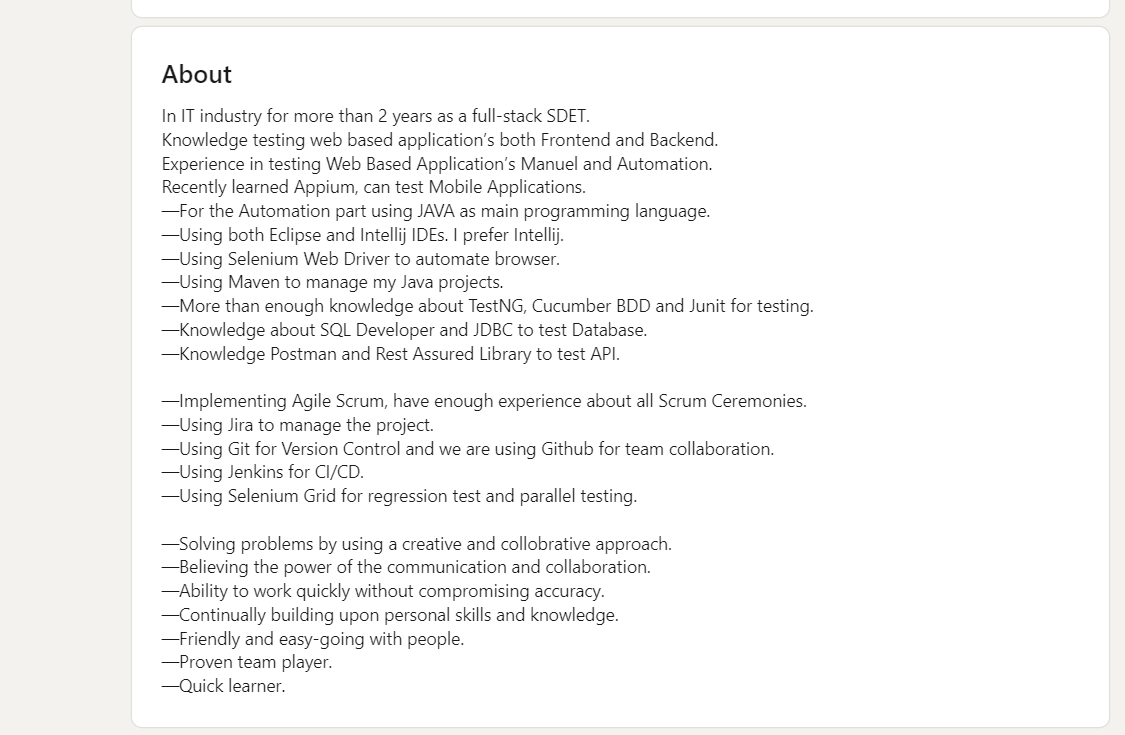 About
In IT industry for more than 2 years as a full-stack SDET.
Knowledge testing web based application's both Frontend and Backend.
Experience in testing Web Based Application's Manuel and Automation.
Recently learned Appium, can test Mobile Applications.
—For the Automation part using JAVA as main programming language.
—Using both Eclipse and Intellij IDEs. I prefer Intellij.
—Using Selenium Web Driver to automate browser.
—Using Maven to manage my Java projects.
—More than enough knowledge about TestNG, Cucumber BDD and Junit for testing.
—Knowledge about SQL Developer and JDBC to test Database.
—Knowledge Postman and Rest Assured Library to test API.
—Implementing Agile Scrum, have enough experience about all Scrum Ceremonies.
—Using Jira to manage the project.
—Using Git for Version Control and we are using Github for team collaboration.
—Using Jenkins for CI/CD.
—Using Selenium Grid for regression test and parallel testing.
—Solving problems by using a creative and collobrative approach.
—Believing the power of the communication and collaboration.
—Ability to work quickly without compromising accuracy.
—Continually building upon personal skills and knowledge.
—Friendly and easy-going with people.
—Proven team player.
—Quick learner.